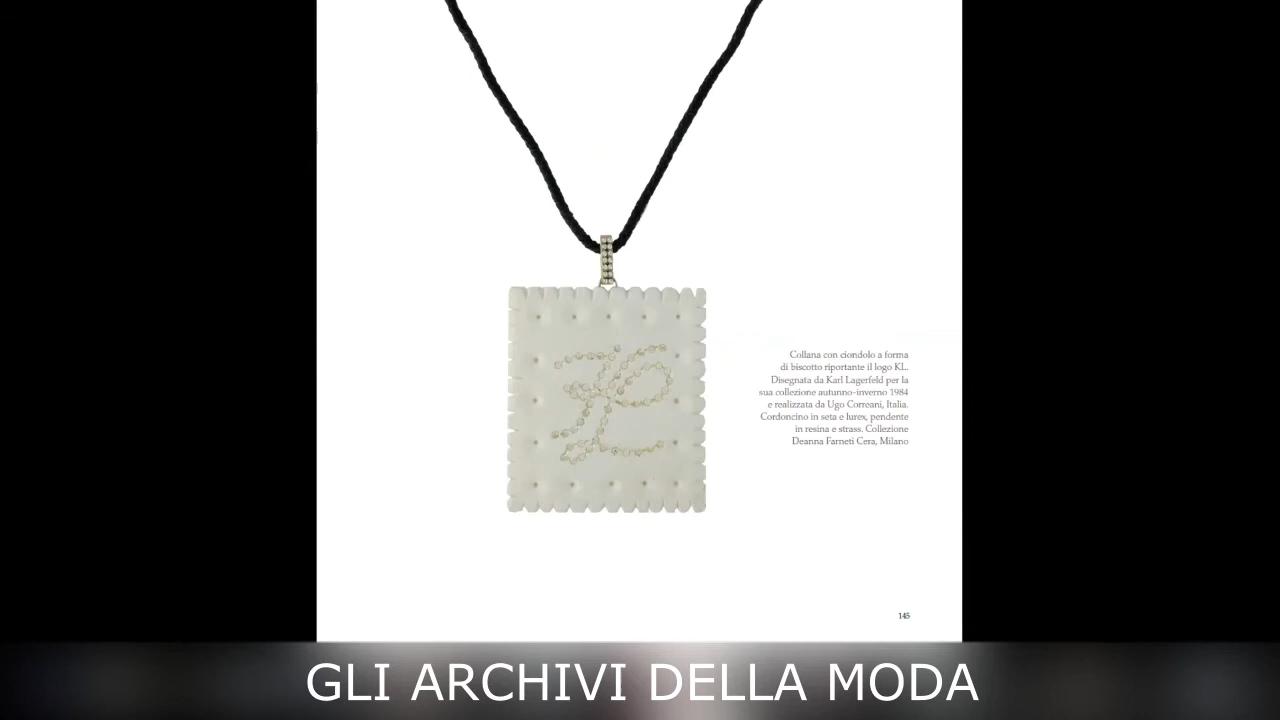 KL
Collana con ciondolo a forma
di biscotto riportante il logo KL.
Disegnata da Karl Lagerfeld per la
sua collezione autunno-inverno 1984
e realizzata da Ugo Correani, Italia.
Cordoncino in seta e lurex, pendente
in resina e strass. Collezione
Deanna Farneti Cera, Milano
145
GLI ARCHIVI DELLA MODA